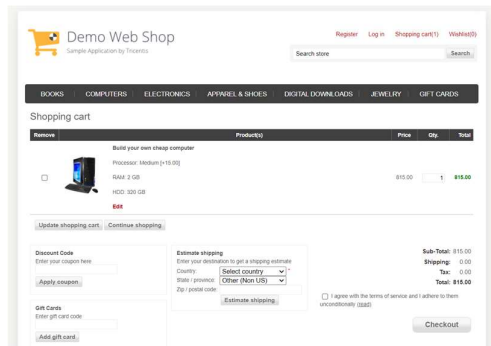 Demo Web Shop
Sample Application by Tricentis
Register Log in Shopping cart(1) Wishlist(0)
Search store
Search
BOOKS COMPUTERS ELECTRONICS APPAREL & SHOES DIGITAL DOWNLOADS JEWELRY GIFT CARDS
Shopping cart
Remove Product(s) Price Qty. Total
Build your own cheap computer
Processor: Medium [+15.00]
RAM: 2 GB
HDD: 320 GB
Edit
815.00 1 815.00
Update shopping cart Continue shopping
Discount Code
Enter your coupon here
Apply coupon
Gift Cards
Enter gift card code
Add gift card
Estimate shipping
Enter your destination to get a shipping estimate
Country: Select country *
State / province: Other (Non US)
Zip / postal code:
Estimate shipping
Sub-Total: 815.00
Shipping: 0.00
Tax: 0.00
Total: 815.00
I agree with the terms of service and I adhere to them
unconditionally (read)
Checkout